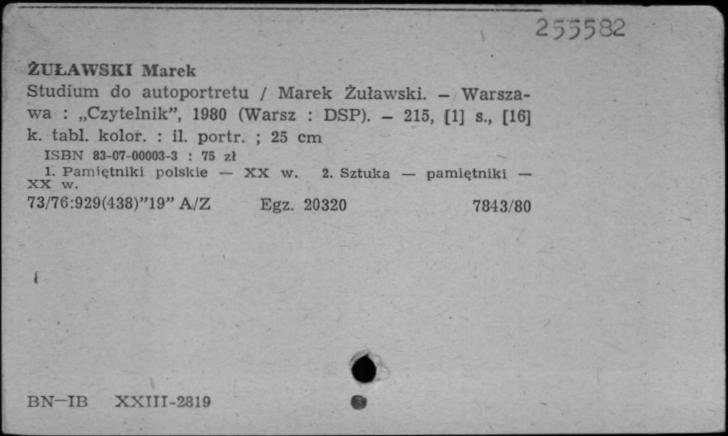 255582
ŻUŁAWSKI Marek
Studium do autoportretu / Marek Żuławski. — Warsza-
wa : „Czytelnik”, 1980 (Warsz : DSP). — 215, [1] s., [16]
k. tabl. kolor. : il. portr. ; 25 cm
ISBN 83-07-00003-3 : 75 zł
1. Pamiętniki polskie — XX w. 2. Sztuka — pamiętniki —
XX w.
73/76:929(438)”19” A/Z Egz. 20320 7843/80
BN—IB XXIII-2819